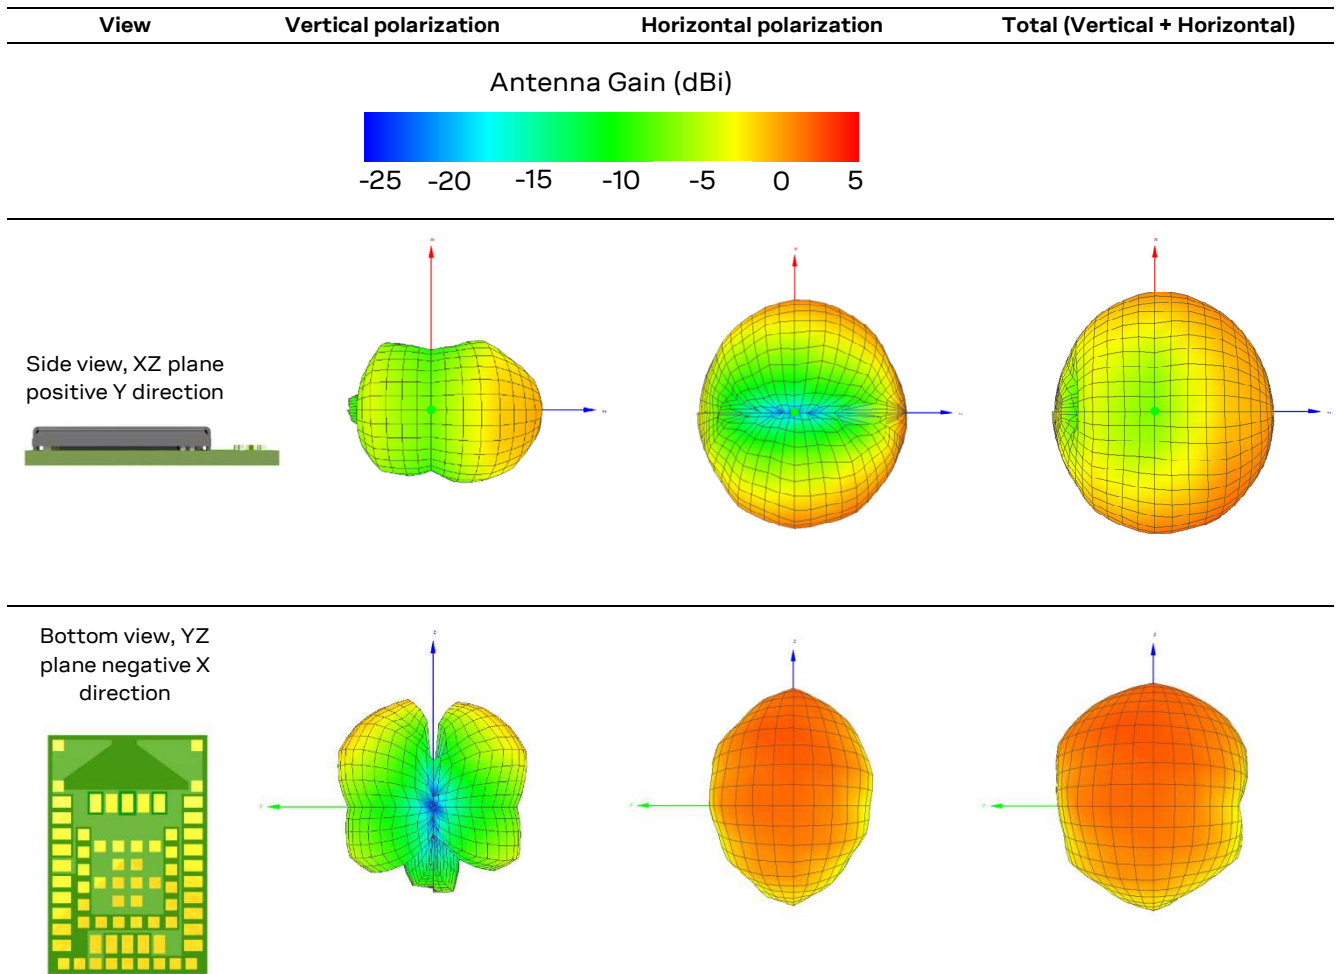 View Vertical polarization Horizontal polarization Total (Vertical + Horizontal)
Antenna Gain (dBi)
-25 -20 -15 -10 -5 0 5
Side view, XZ plane
positive Y direction
Bottom view, YZ
plane negative X
direction